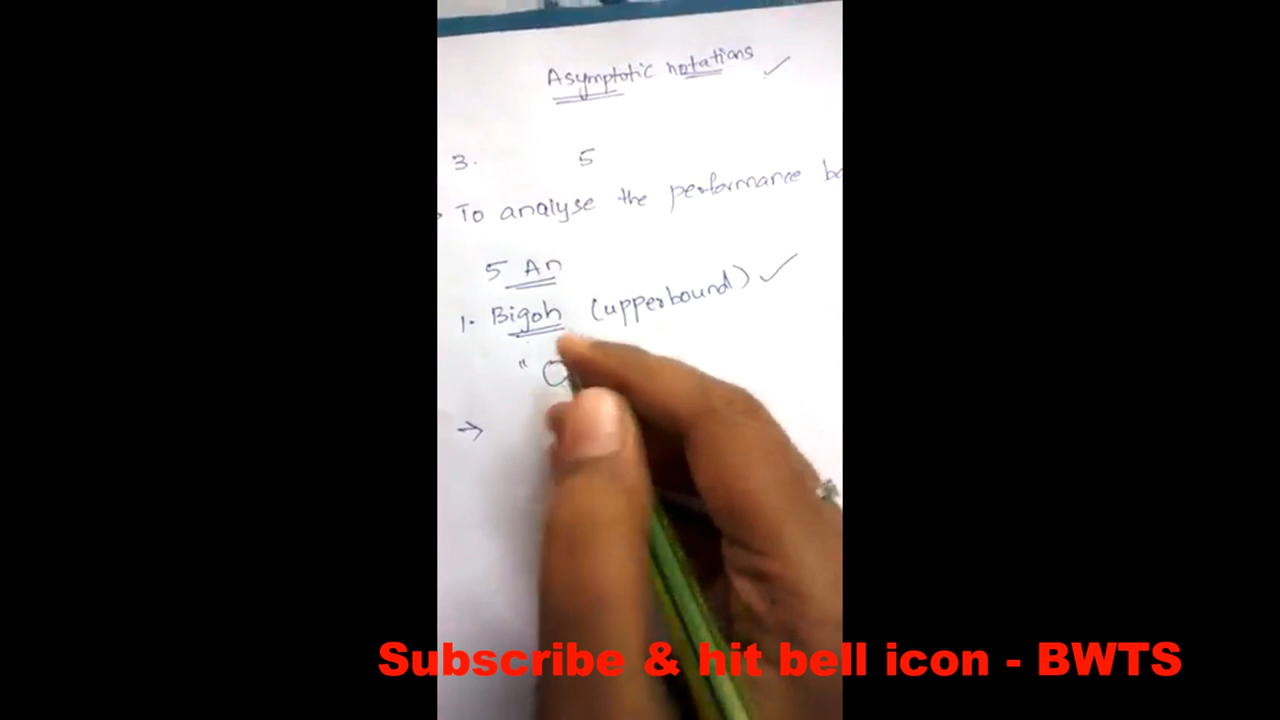 Asymptotic notations
3. 5
To analyse the performance
5 An
1. Bigoh (upperbound)
" O
→
Subscribe & hit bell icon - BWTS